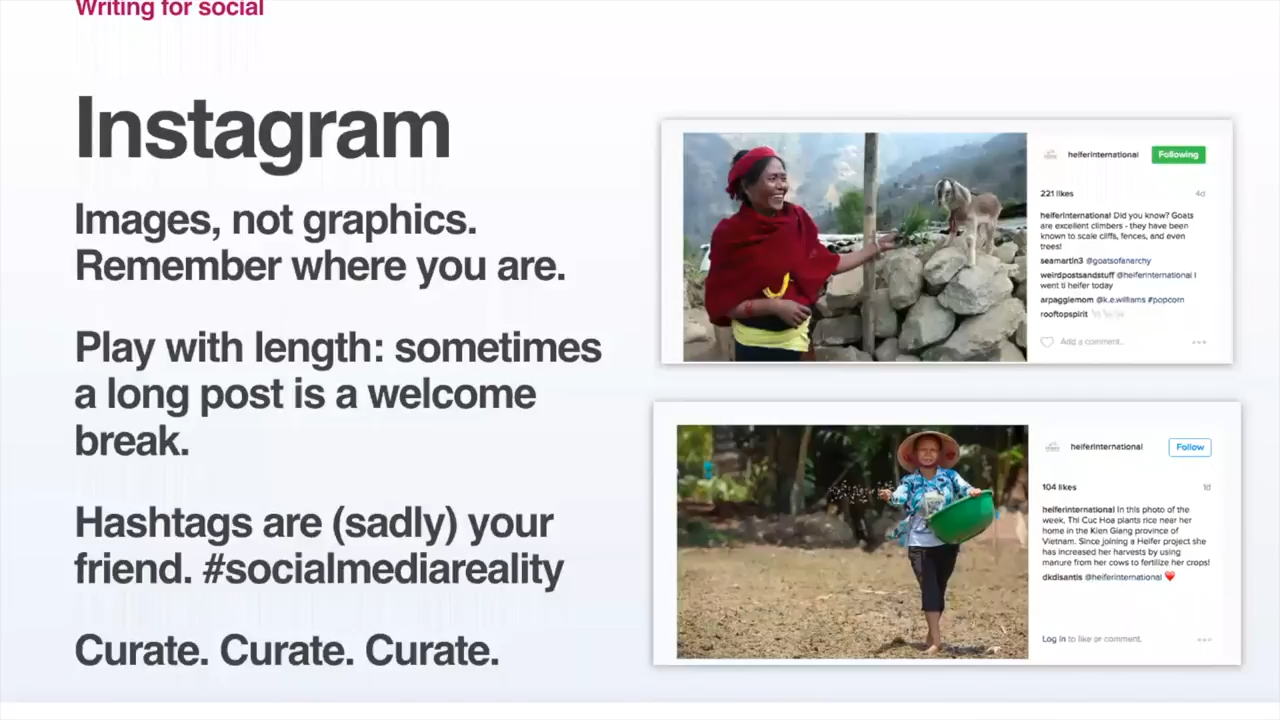 Writing for social
Instagram
Images, not graphics.
Remember where you are.
Play with length: sometimes
a long post is a welcome
break.
Hashtags are (sadly) your
friend. #socialmediareality
Curate. Curate. Curate.
heiferinternational
Following
221 likes
4d
heiferinternational Did you know? Goats
are excellent climbers - they have been
known to scale cliffs, fences, and even
trees!
seamartin3 @goatsofanarchy
weirdpostsandstuff @heiferinternational I
went ti heifer today
arpaggiemom @k.e.williams #popcorn
rooftopspirit
Add a comment...
heiferinternational
Follow
104 likes
1d
heiferinternational In this photo of the
week, Thi Cuc Hoa plants rice near her
home in the Kien Giang province of
Vietnam. Since joining a Heifer project she
has increased her harvests by using
manure from her cows to fertilize her crops!
dkdisantis @heiferinternational ❤️
Log in to like or comment.